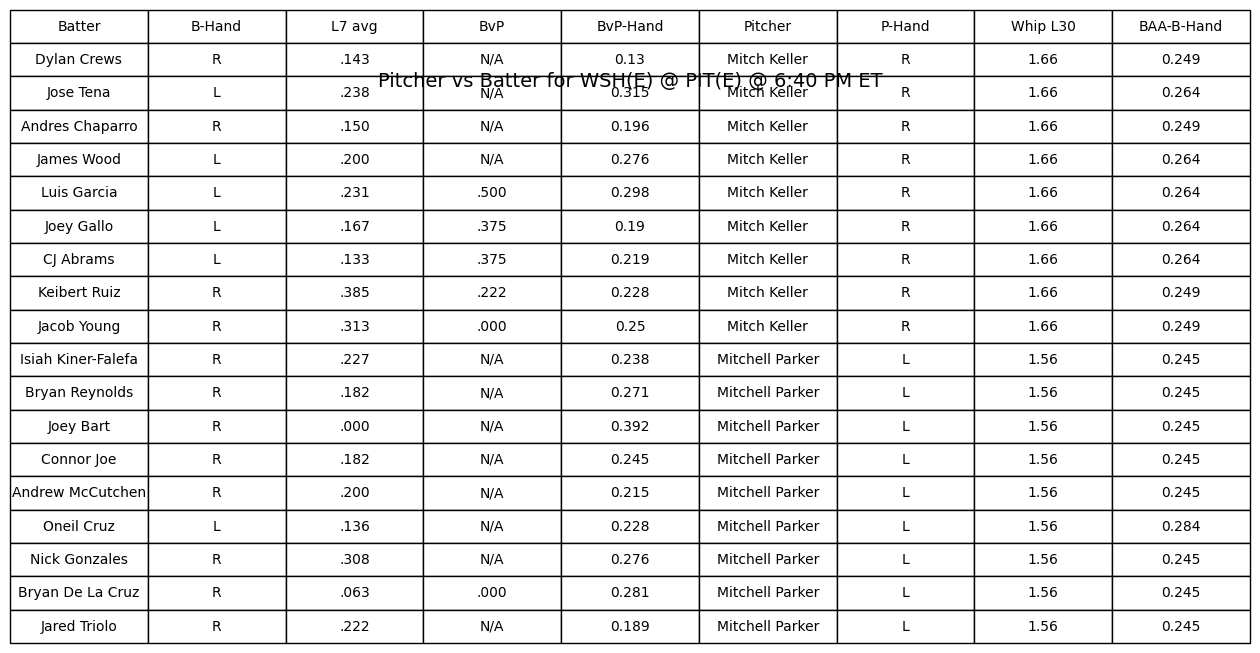 Batter B-Hand L7 avg BvP BvP-Hand Pitcher P-Hand Whip L30 BAA-B-Hand
Dylan Crews R .143 N/A 0.13 Mitch Keller R 1.66 0.249
Pitcher vs Batter for WSH(E) @ PIT(E) @ 6:40 PM ET
Jose Tena L .238 N/A 0.315 Mitch Keller R 1.66 0.264
Andres Chaparro R .150 N/A 0.196 Mitch Keller R 1.66 0.249
James Wood L .200 N/A 0.276 Mitch Keller R 1.66 0.264
Luis Garcia L .231 .500 0.298 Mitch Keller R 1.66 0.264
Joey Gallo L .167 .375 0.19 Mitch Keller R 1.66 0.264
CJ Abrams L .133 .375 0.219 Mitch Keller R 1.66 0.264
Keibert Ruiz R .385 .222 0.228 Mitch Keller R 1.66 0.249
Jacob Young R .313 .000 0.25 Mitch Keller R 1.66 0.249
Isiah Kiner-Falefa R .227 N/A 0.238 Mitchell Parker L 1.56 0.245
Bryan Reynolds R .182 N/A 0.271 Mitchell Parker L 1.56 0.245
Joey Bart R .000 N/A 0.392 Mitchell Parker L 1.56 0.245
Connor Joe R .182 N/A 0.245 Mitchell Parker L 1.56 0.245
Andrew McCutchen R .200 N/A 0.215 Mitchell Parker L 1.56 0.245
Oneil Cruz L .136 N/A 0.228 Mitchell Parker L 1.56 0.284
Nick Gonzales R .308 N/A 0.276 Mitchell Parker L 1.56 0.245
Bryan De La Cruz R .063 .000 0.281 Mitchell Parker L 1.56 0.245
Jared Triolo R .222 N/A 0.189 Mitchell Parker L 1.56 0.245